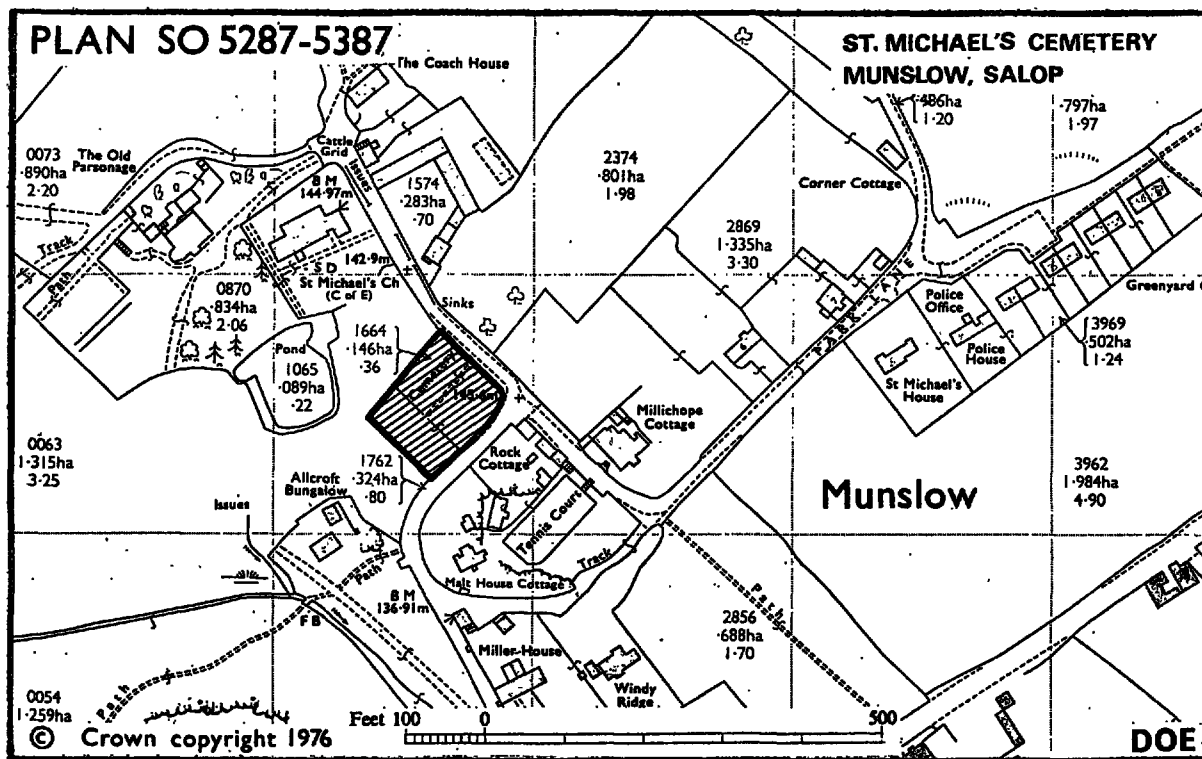 PLAN SO 5287-5387
ST. MICHAEL'S CEMETERY
MUNSLOW, SALOP
The Coach House
·486ha
1·20
·797ha
1·97
0073
·890ha
2·20
The Old
Parsonage
Cattle
Grid
Issues
B M
144·97m
1574
·283ha
·70
2374
·801ha
1·98
Corner Cottage
Track
Path
S D
142·9m
St Michael's Ch
(C of E)
0870
·834ha
2·06
Sinks
2869
1·335ha
3·30
PARK LANE
Police
Office
Police
House
St Michael's
House
Greenyard
3969
·502ha
1·24
1664
·146ha
·36
Pond
1065
·089ha
·22
Cemetery
Millichope
Cottage
Rock
Cottage
0063
1·315ha
3·25
1762
·324ha
·80
Allcroft
Bungalow
Issues
Tennis Court
Munslow
3962
1·984ha
4·90
Malt House Cottage
Track
Path
B M
136·91m
F B
Path
2856
·688ha
1·70
Path
Miller House
Windy
Ridge
0054
1·259ha
Feet 100 0 500
© Crown copyright 1976
DOE